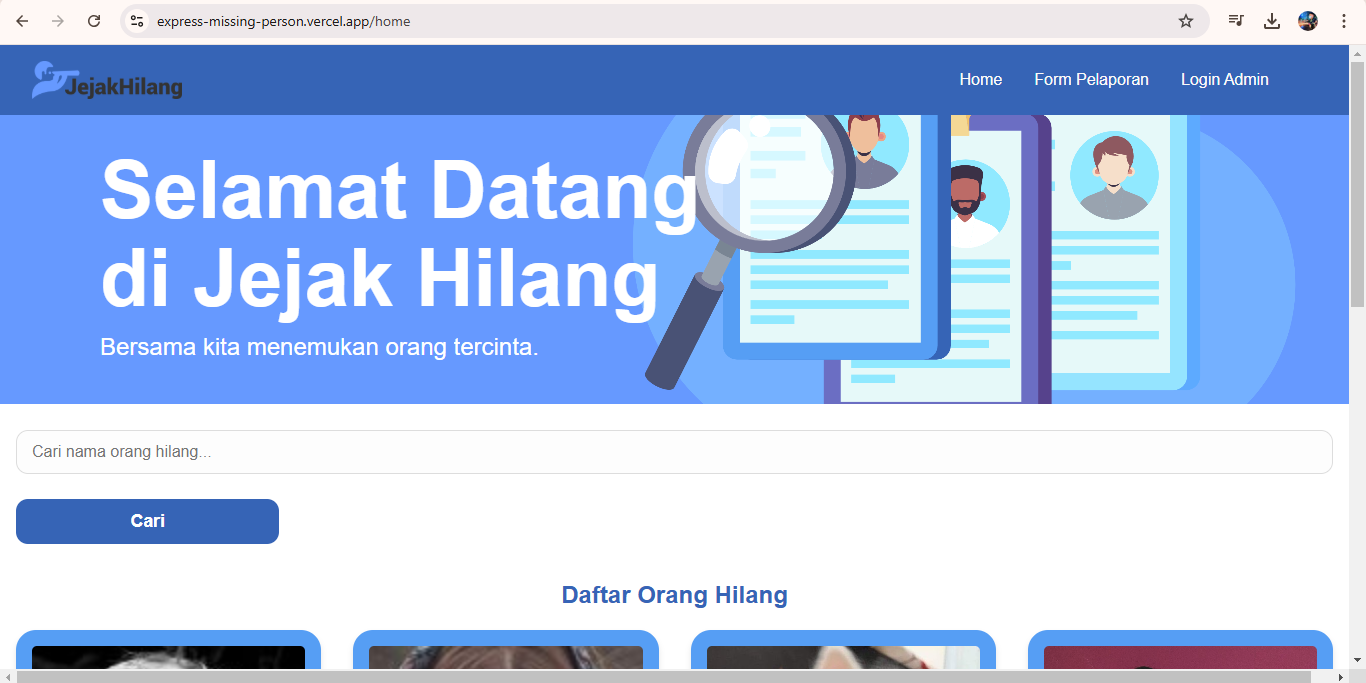 express-missing-person.vercel.app/home
JejakHilang
Home
Form Pelaporan
Login Admin
Selamat Datang
di Jejak Hilang
Bersama kita menemukan orang tercinta.
Cari nama orang hilang...
Cari
Daftar Orang Hilang